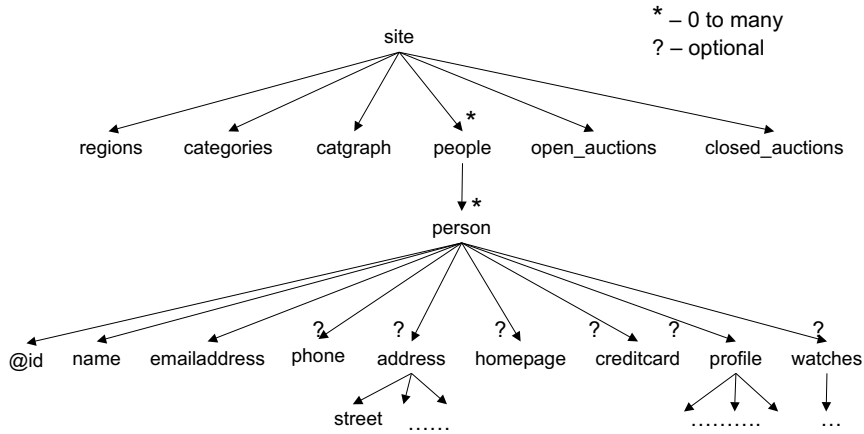 * – 0 to many
? – optional
site
*
regions categories catgraph people open_auctions closed_auctions
*
person
? ? ? ? ? ?
@id name emailaddress phone address homepage creditcard profile watches
street ...... .......... ...